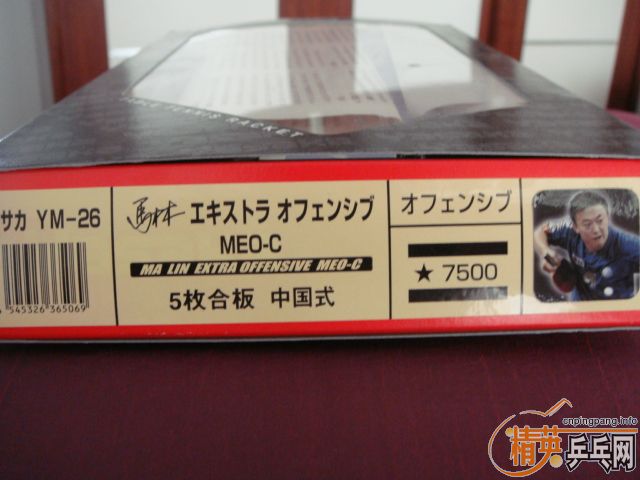 TABLE TENNIS RACKET
サカ YM-26
545326 365069
馬林 エキストラ オフェンシブ
MEO-C
MA LIN EXTRA OFFENSIVE MEO-C
5枚合板 中国式
オフェンシブ
★ 7500
cnpingpang.info
精英乒乓网